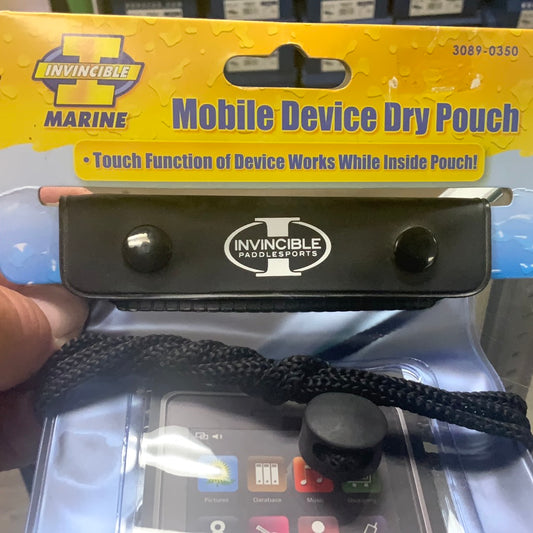 I
INVINCIBLE
MARINE
3089-0350
Mobile Device Dry Pouch
• Touch Function of Device Works While Inside Pouch!
I
INVINCIBLE
PADDLESPORTS
Pictures
Database
Music